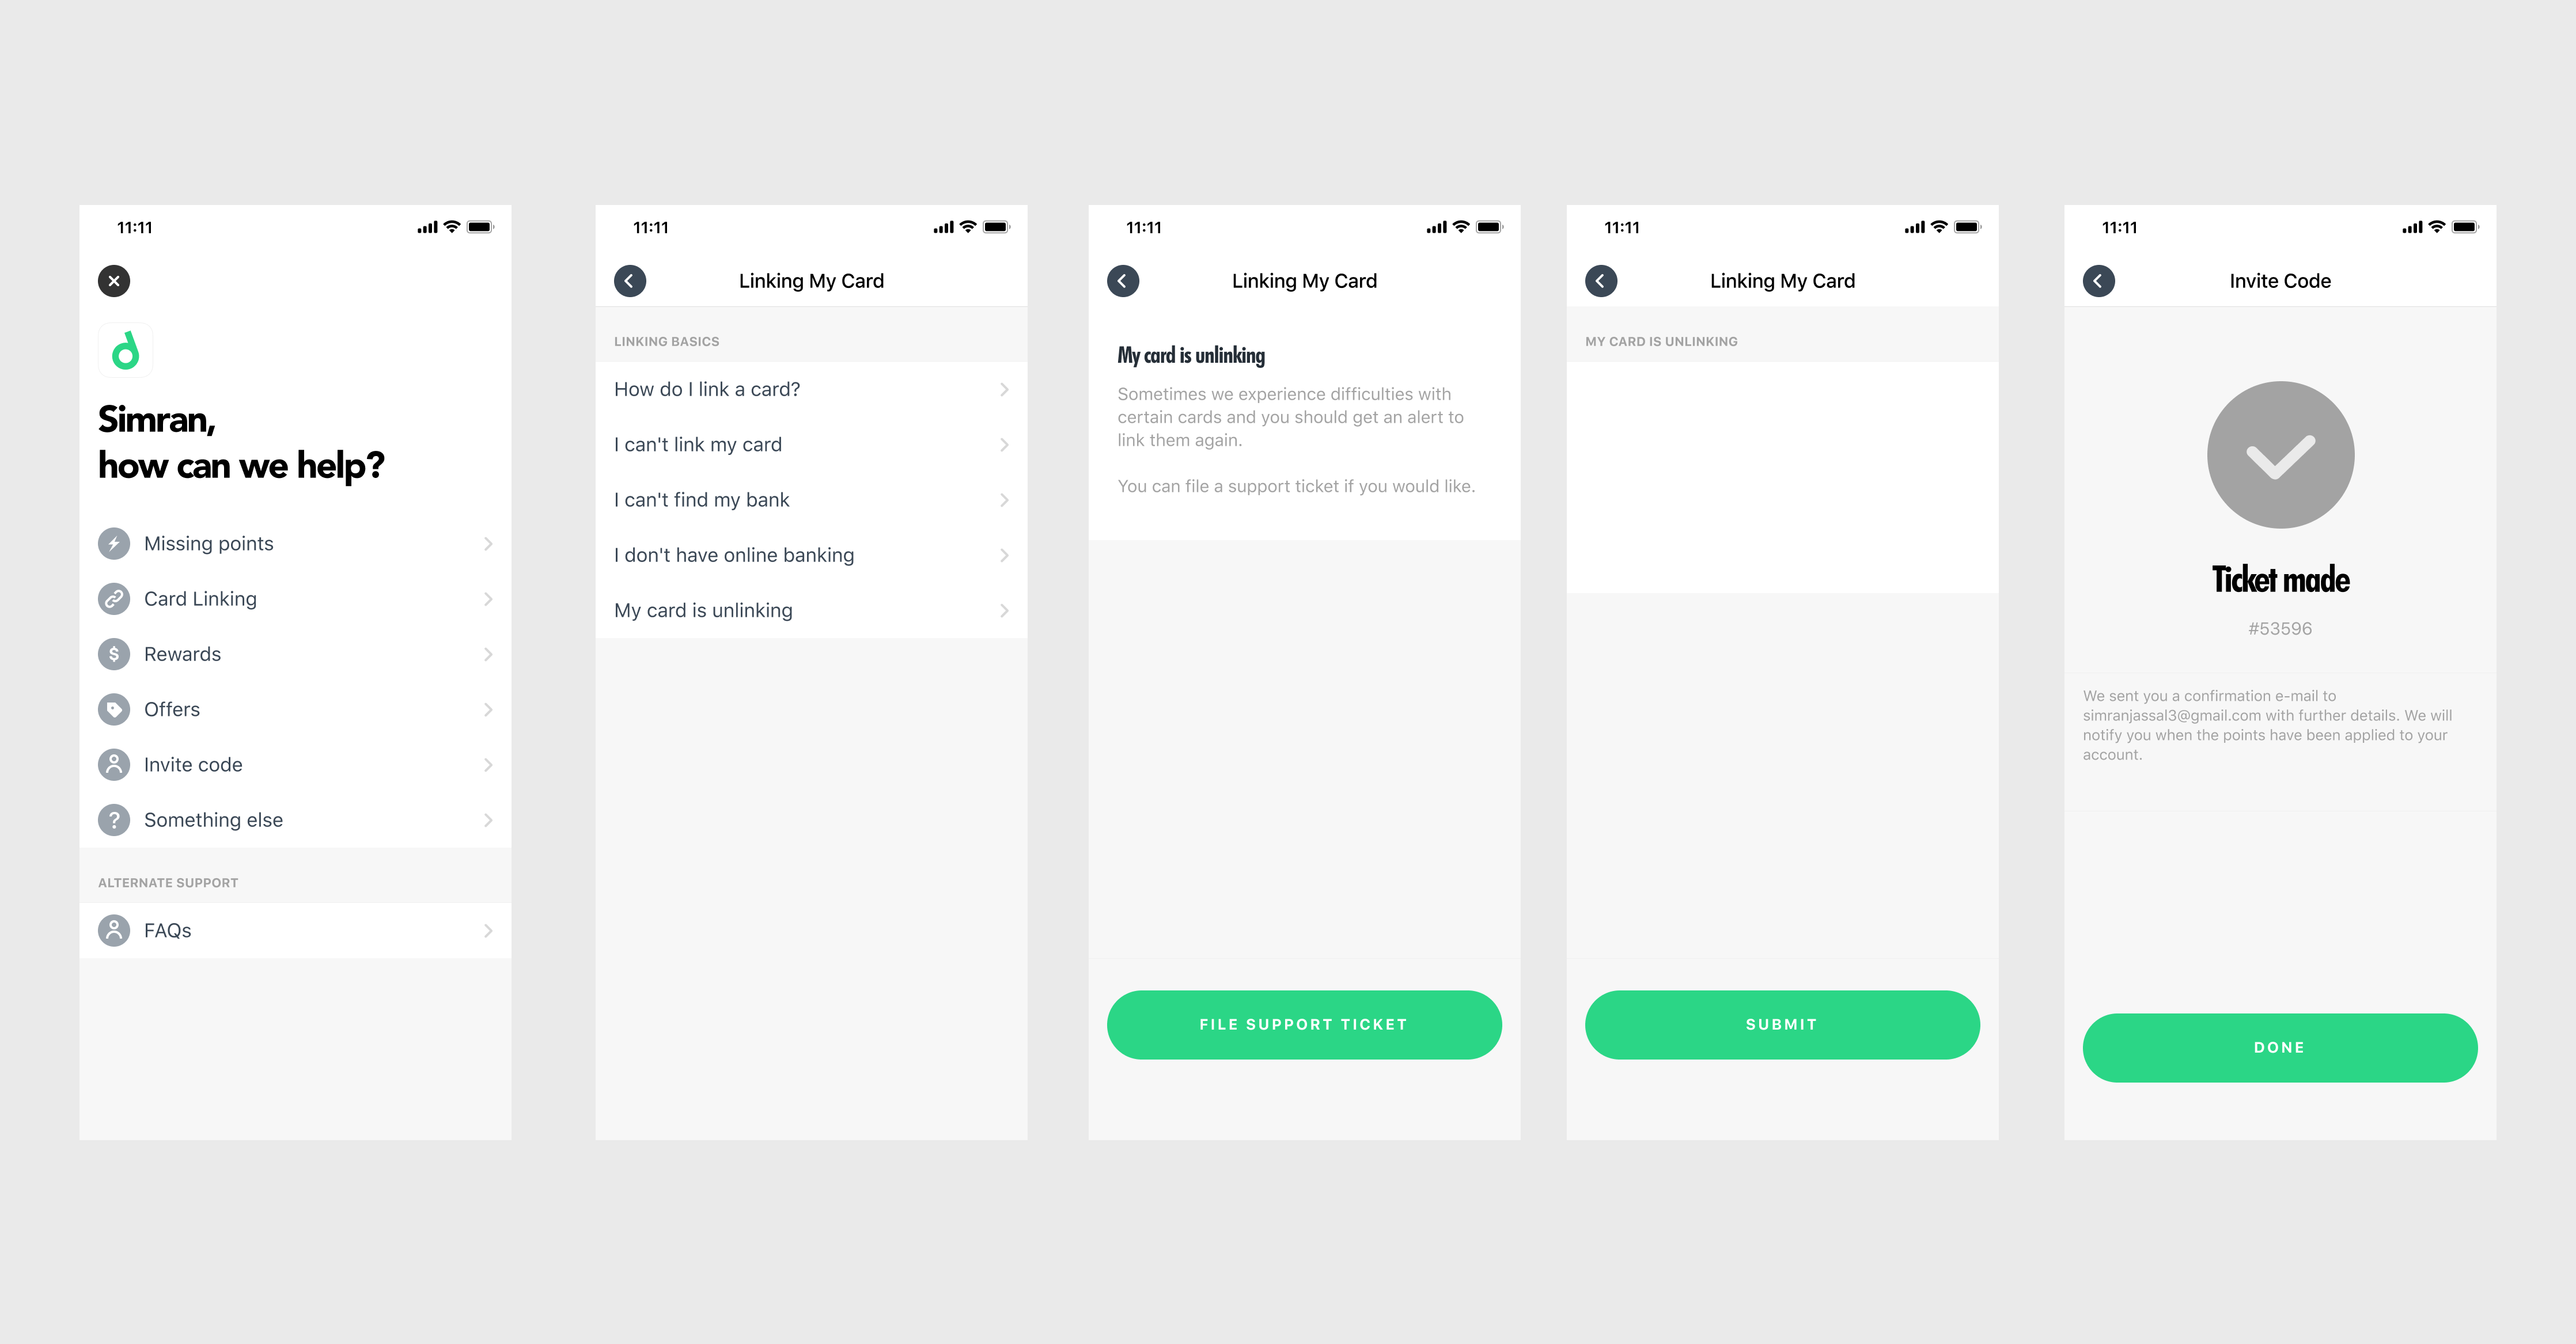 11:11
Simran,
how can we help?
Missing points
Card Linking
Rewards
Offers
Invite code
Something else
ALTERNATE SUPPORT
FAQs
11:11
Linking My Card
LINKING BASICS
How do I link a card?
I can't link my card
I can't find my bank
I don't have online banking
My card is unlinking
11:11
Linking My Card
My card is unlinking
Sometimes we experience difficulties with
certain cards and you should get an alert to
link them again.
You can file a support ticket if you would like.
FILE SUPPORT TICKET
11:11
Linking My Card
MY CARD IS UNLINKING
SUBMIT
11:11
Invite Code
Ticket made
#53596
We sent you a confirmation e-mail to
simranjassal3@gmail.com with further details. We will
notify you when the points have been applied to your
account.
DONE